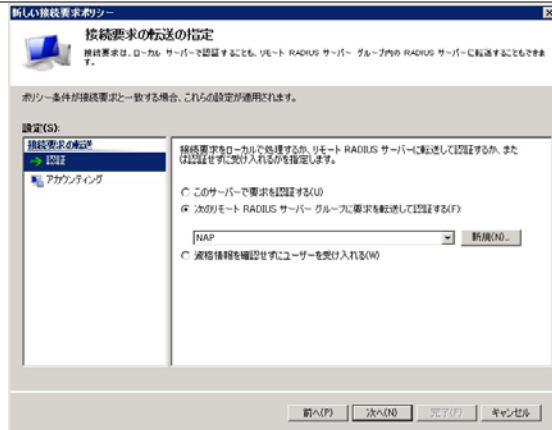 新しい接続要求ポリシー
接続要求の転送の指定
接続要求は、ローカル サーバーで認証することも、リモート RADIUS サーバー グループ内の RADIUS サーバーに転送することもできま
す。
ポリシー条件が接続要求と一致する場合、これらの設定が適用されます。
設定(S):
接続要求の転送
認証
アカウンティング
接続要求をローカルで処理するか、リモート RADIUS サーバーに転送して認証するか、また
は認証せずに受け入れるかを指定します。
このサーバーで要求を認証する(U)
次のリモート RADIUS サーバー グループに要求を転送して認証する(F):
NAP
新規(N)...
資格情報を確認せずにユーザーを受け入れる(W)
前へ(P)
次へ(N)
完了(F)
キャンセル